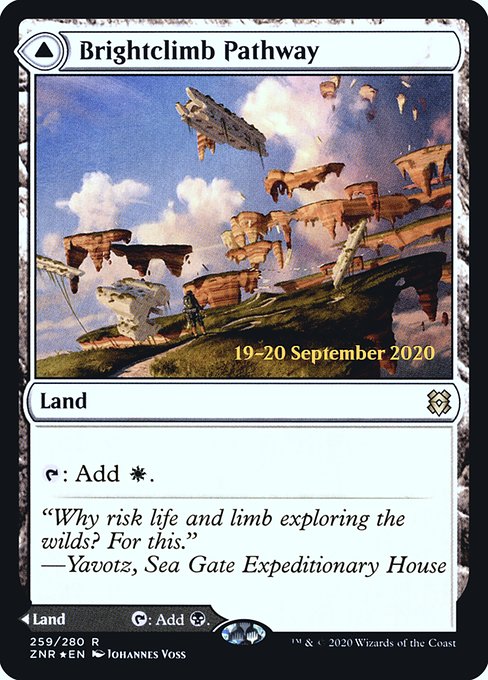 Brightclimb Pathway
19–20 September 2020
Land
: Add .
“Why risk life and limb exploring the
wilds? For this.”
—Yavotz, Sea Gate Expeditionary House
Land : Add .
259/280 R
ZNR ★ EN Johannes Voss
™ & © 2020 Wizards of the Coast